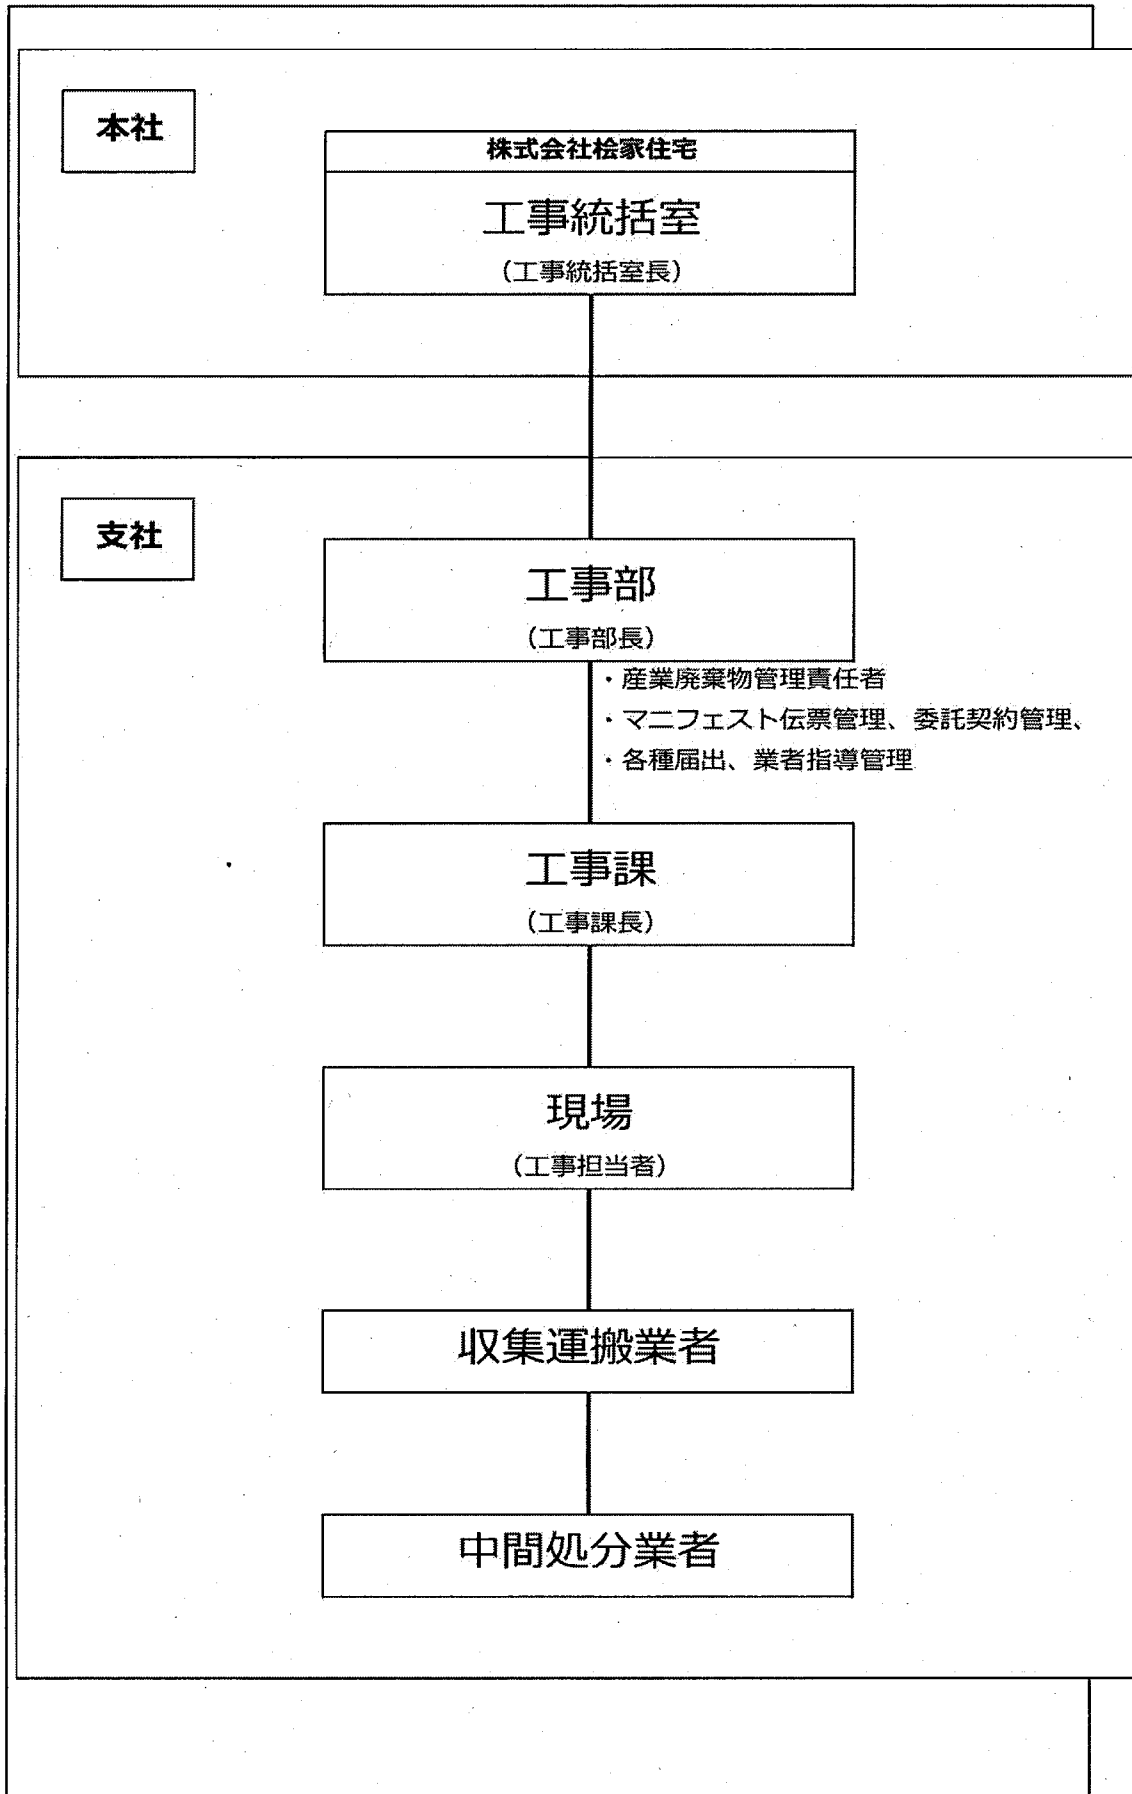 本社
株式会社桧家住宅
工事統括室
（工事統括室長）
支社
工事部
（工事部長）
・産業廃棄物管理責任者
・マニフェスト伝票管理、委託契約管理、
・各種届出、業者指導管理
工事課
（工事課長）
現場
（工事担当者）
収集運搬業者
中間処分業者